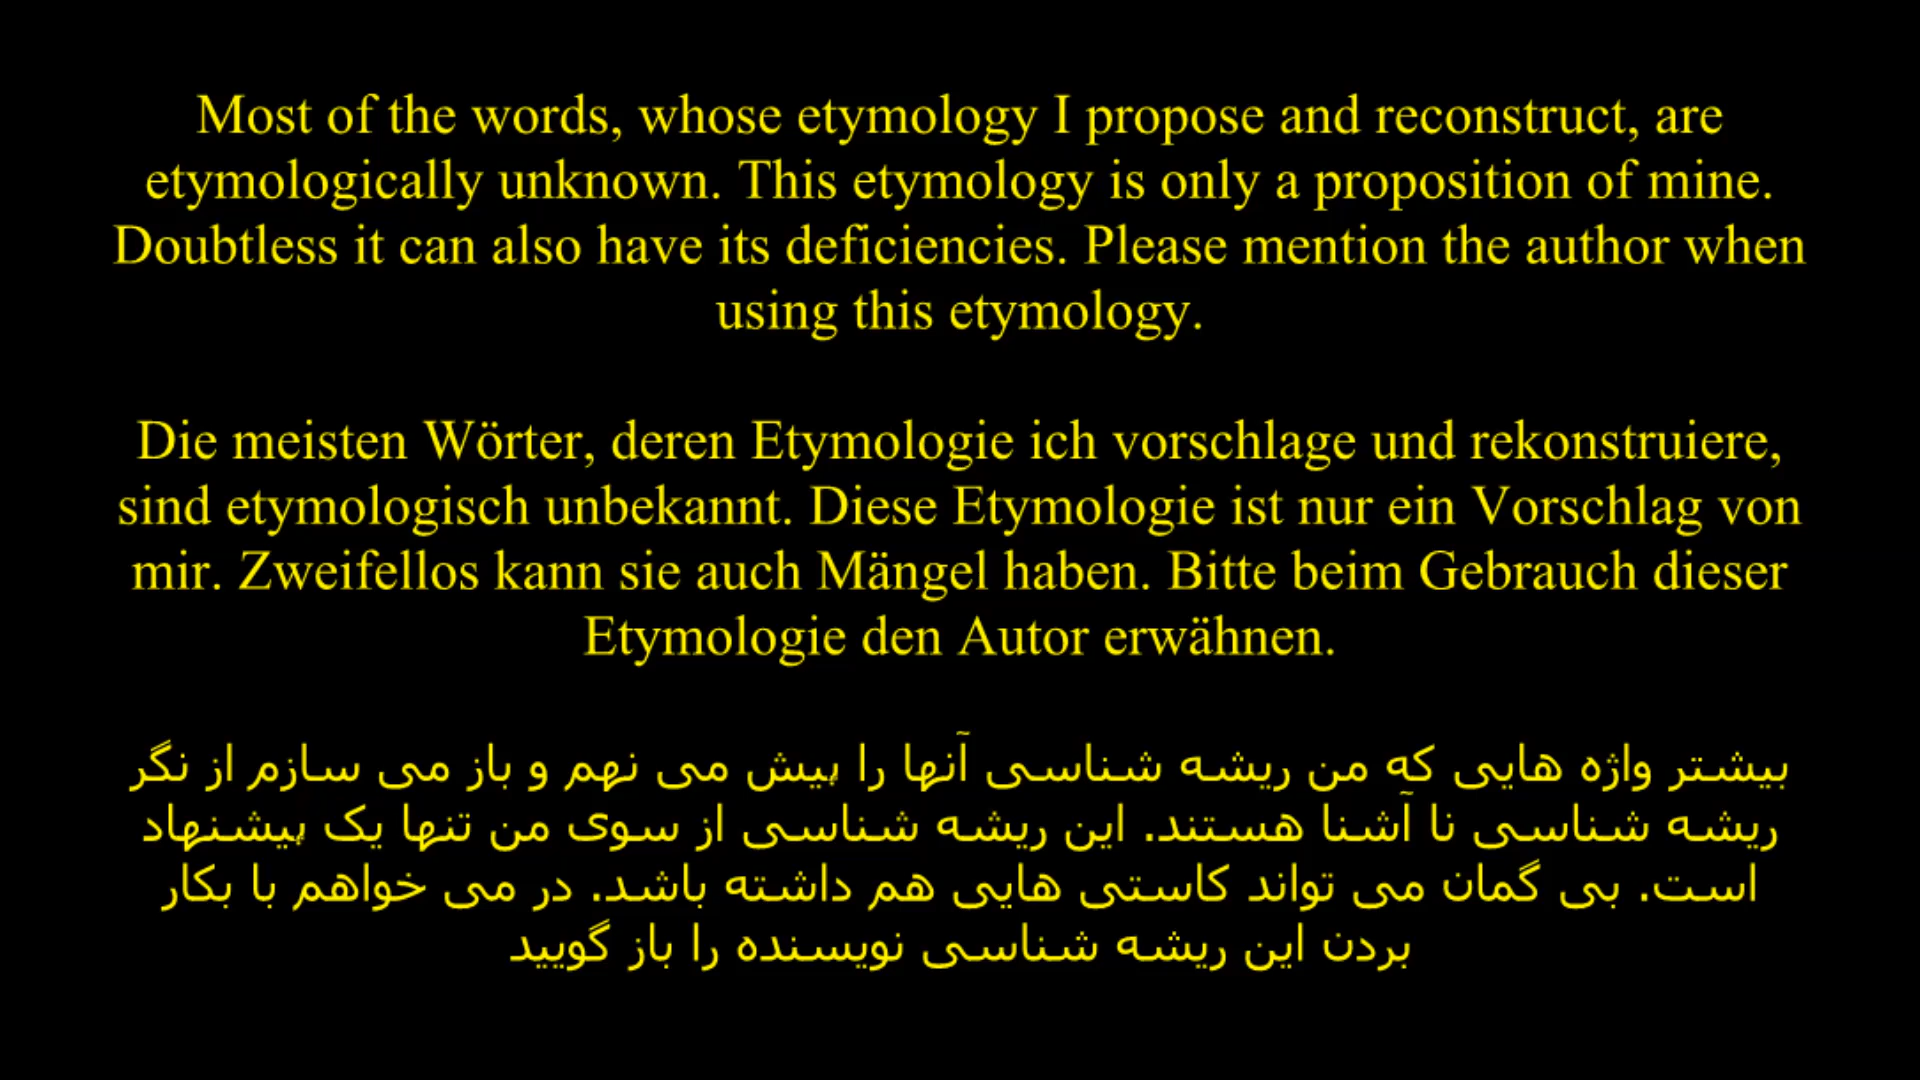 Most of the words, whose etymology I propose and reconstruct, are
etymologically unknown. This etymology is only a proposition of mine.
Doubtless it can also have its deficiencies. Please mention the author when
using this etymology.
Die meisten Wörter, deren Etymologie ich vorschlage und rekonstruiere,
sind etymologisch unbekannt. Diese Etymologie ist nur ein Vorschlag von
mir. Zweifellos kann sie auch Mängel haben. Bitte beim Gebrauch dieser
Etymologie den Autor erwähnen.
بیشتر واژه هایی که من ریشه شناسی آنها را پیش می نهم و باز می سازم از نگر
ریشه شناسی نا آشنا هستند. این ریشه شناسی از سوی من تنها یک پیشنهاد
است. بی گمان می تواند کاستی هایی هم داشته باشد. در می خواهم با بکار
بردن این ریشه شناسی نویسنده را باز گویید